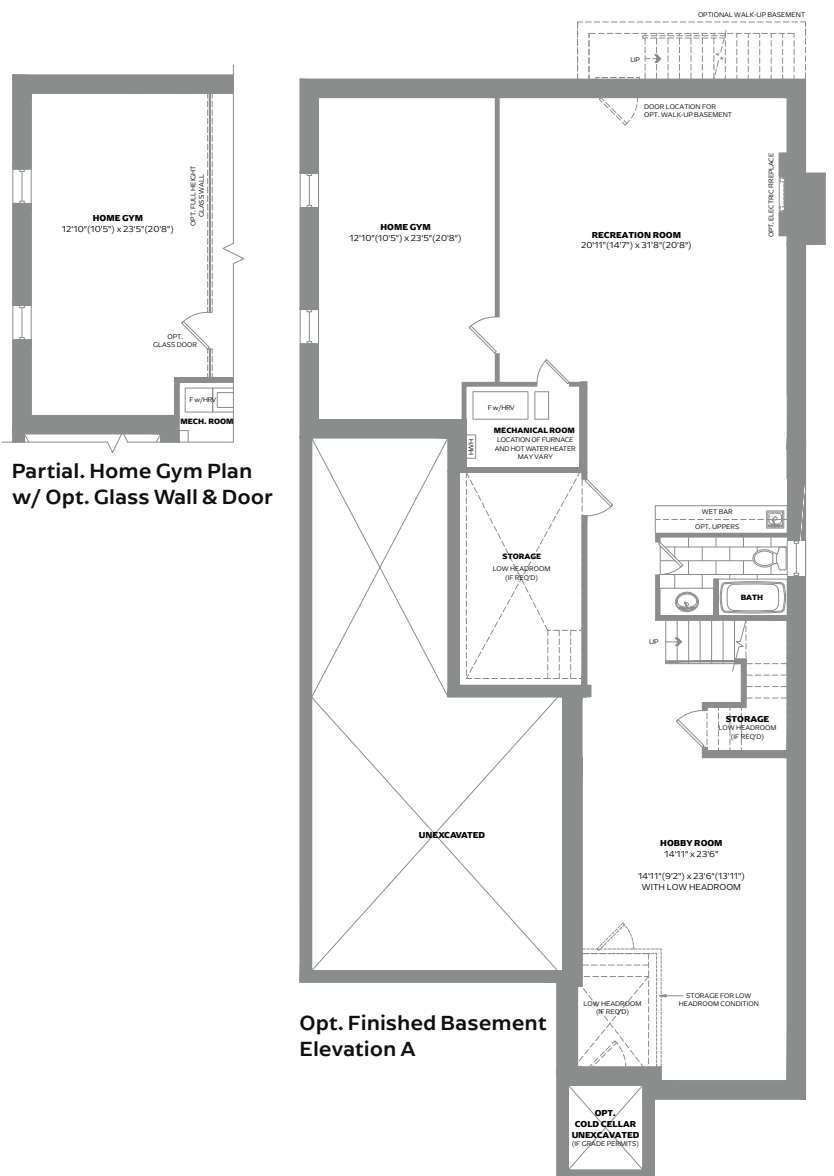 OPTIONAL WALK-UP BASEMENT
UP
DOOR LOCATION FOR
OPT. WALK-UP BASEMENT
OPT. FULL HEIGHT
GLASS WALL
HOME GYM
12'10"(10'5") x 23'5"(20'8")
OPT.
GLASS DOOR
F w/HRV
MECH. ROOM
Partial. Home Gym Plan
w/ Opt. Glass Wall & Door
HOME GYM
12'10"(10'5") x 23'5"(20'8")
RECREATION ROOM
20'11"(14'7") x 31'8"(20'8")
OPT. ELECTRIC FIREPLACE
F w/HRV
HWH
MECHANICAL ROOM
LOCATION OF FURNACE
AND HOT WATER HEATER
MAY VARY
WET BAR
OPT. UPPERS
STORAGE
LOW HEADROOM
(IF REQ'D)
BATH
UP
STORAGE
LOW HEADROOM
(IF REQ'D)
UNEXCAVATED
HOBBY ROOM
14'11" x 23'6"
14'11"(9'2") x 23'6"(13'11")
WITH LOW HEADROOM
LOW HEADROOM
(IF REQ'D)
STORAGE FOR LOW
HEADROOM CONDITION
Opt. Finished Basement
Elevation A
OPT.
COLD CELLAR
UNEXCAVATED
(IF GRADE PERMITS)